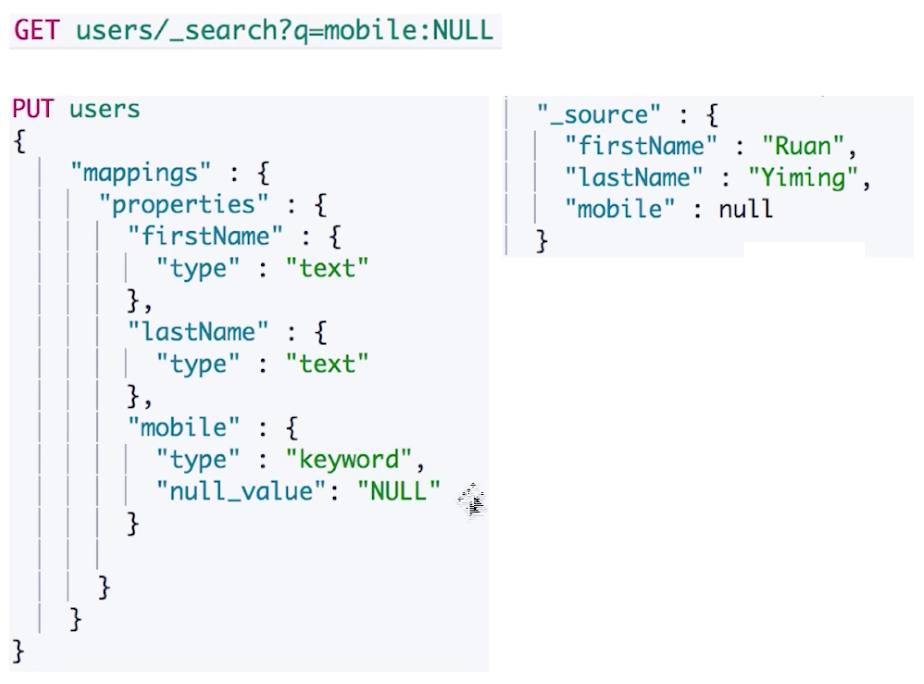 GET users/_search?q=mobile:NULL
PUT users
{
"mappings" : {
"properties" : {
"firstName" : {
"type" : "text"
},
"lastName" : {
"type" : "text"
},
"mobile" : {
"type" : "keyword",
"null_value": "NULL"
}
}
}
}
"_source" : {
"firstName" : "Ruan",
"lastName" : "Yiming",
"mobile" : null
}